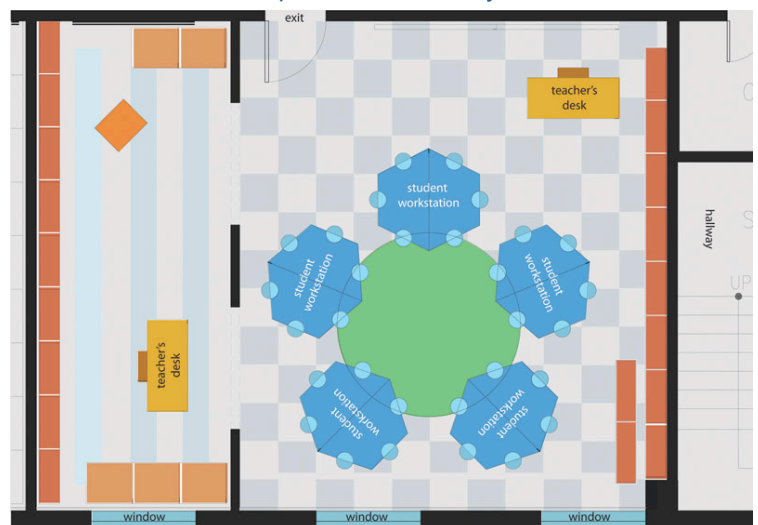 exit
teacher's
desk
student
workstation
hallway
student
workstation
student
workstation
UP
teacher's
desk
student
workstation
student
workstation
window
window
window